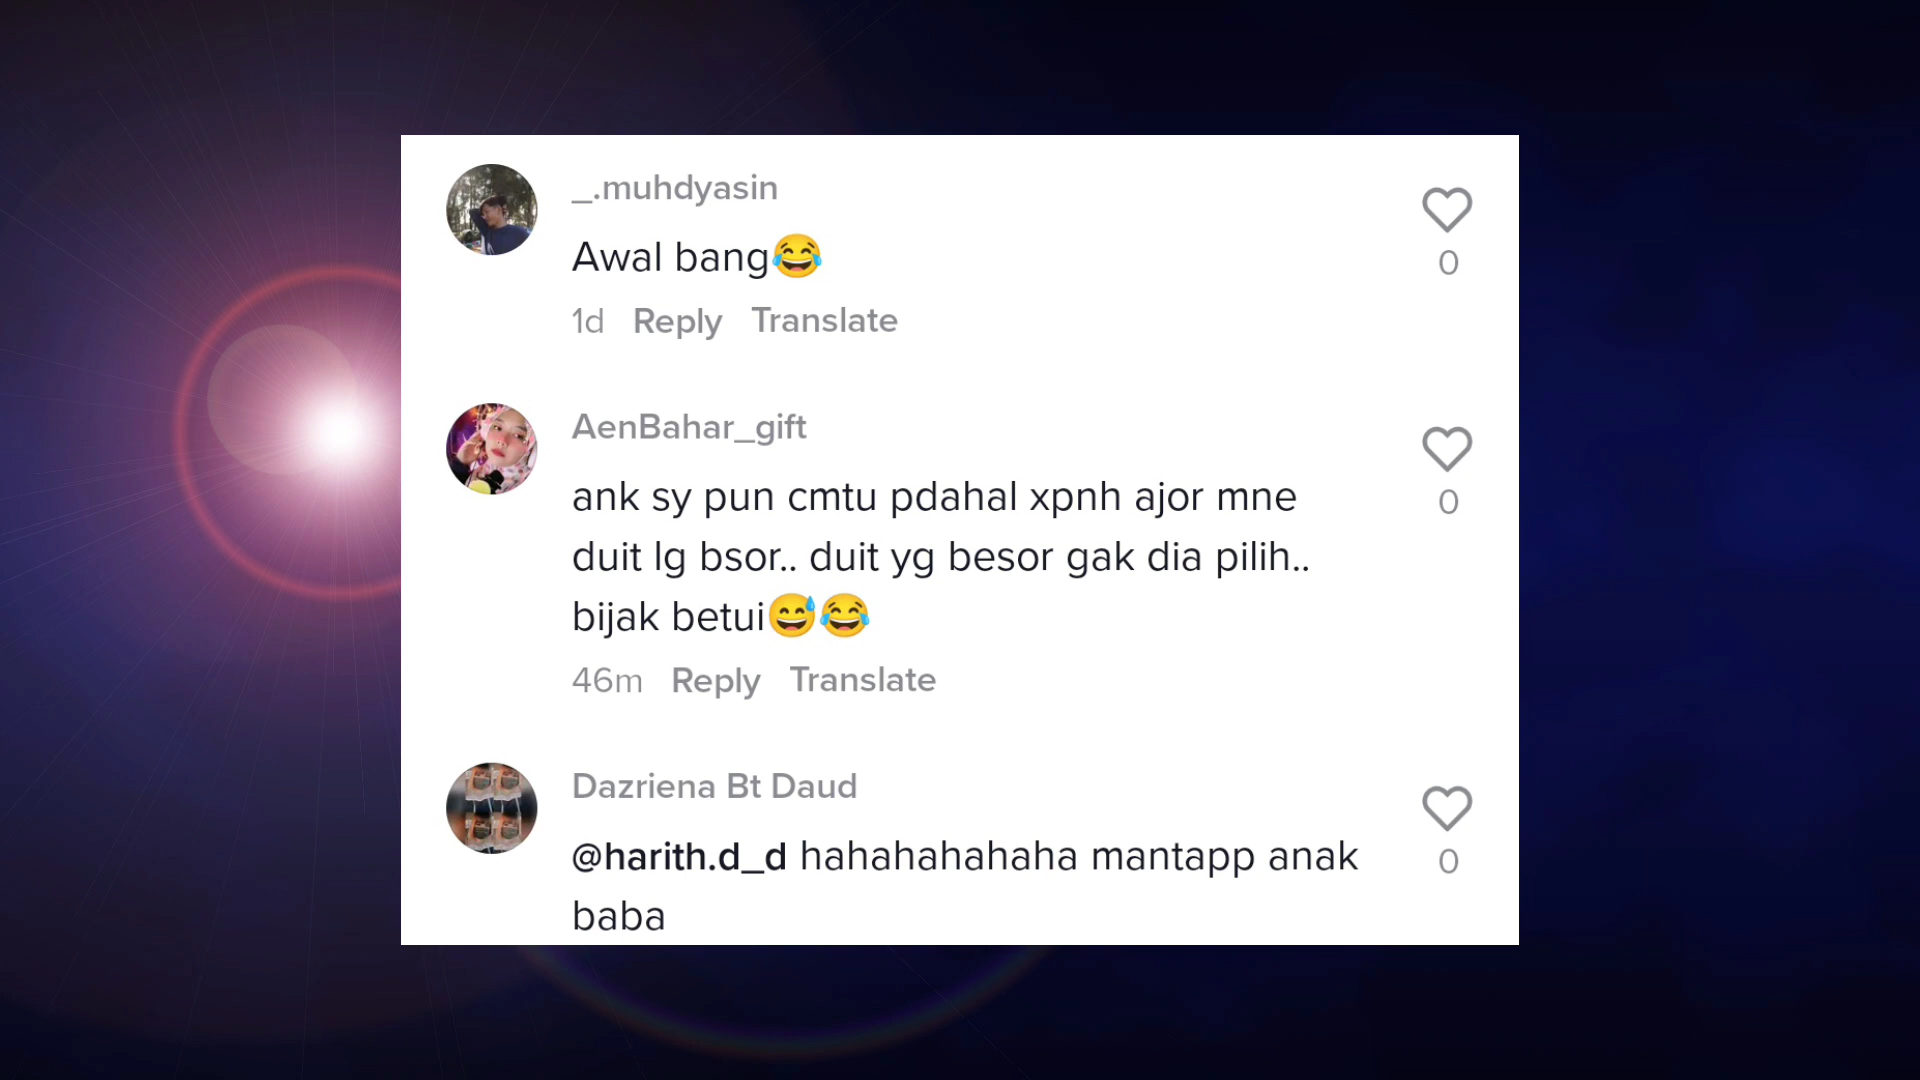 _.muhdyasin
Awal bang😂
0
1d Reply Translate
AenBahar_gift
ank sy pun cmtu pdahal xpnh ajor mne
0
duit lg bsor.. duit yg besor gak dia pilih..
bijak betui😅😂
46m Reply Translate
Dazriena Bt Daud
@harith.d_d hahahahahaha mantapp anak
0
baba